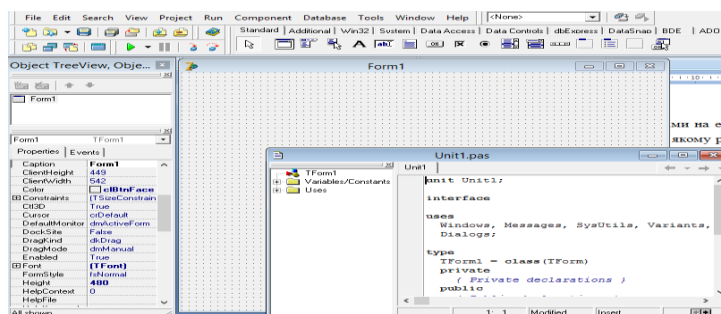 File Edit Search View Project Run Component Database Tools Window Help <None>
Standard Additional Win32 System Data Access Data Controls dbExpress DataSnap BDE ADO
Object TreeView, Obje...
Form1
Form1 TForm1
Properties Events
Caption Form1
ClientHeight 449
ClientWidth 542
Color clBtnFace
Constraints (TSizeConstrain
Ctl3D True
Cursor crDefault
DefaultMonitor dmActiveForm
DockSite False
DragKind dkDrag
DragMode dmManual
Enabled True
Font (TFont)
FormStyle fsNormal
Height 480
HelpContext 0
HelpFile
All shown
Form1
10
ми на е
якому р
Unit1.pas
TForm1
Variables/Constants
Uses
Unit1
unit Unit1;
interface
uses
Windows, Messages, SysUtils, Variants,
Dialogs;
type
TForm1 = class(TForm)
private
{ Private declarations }
public
1: 1 Modified Insert